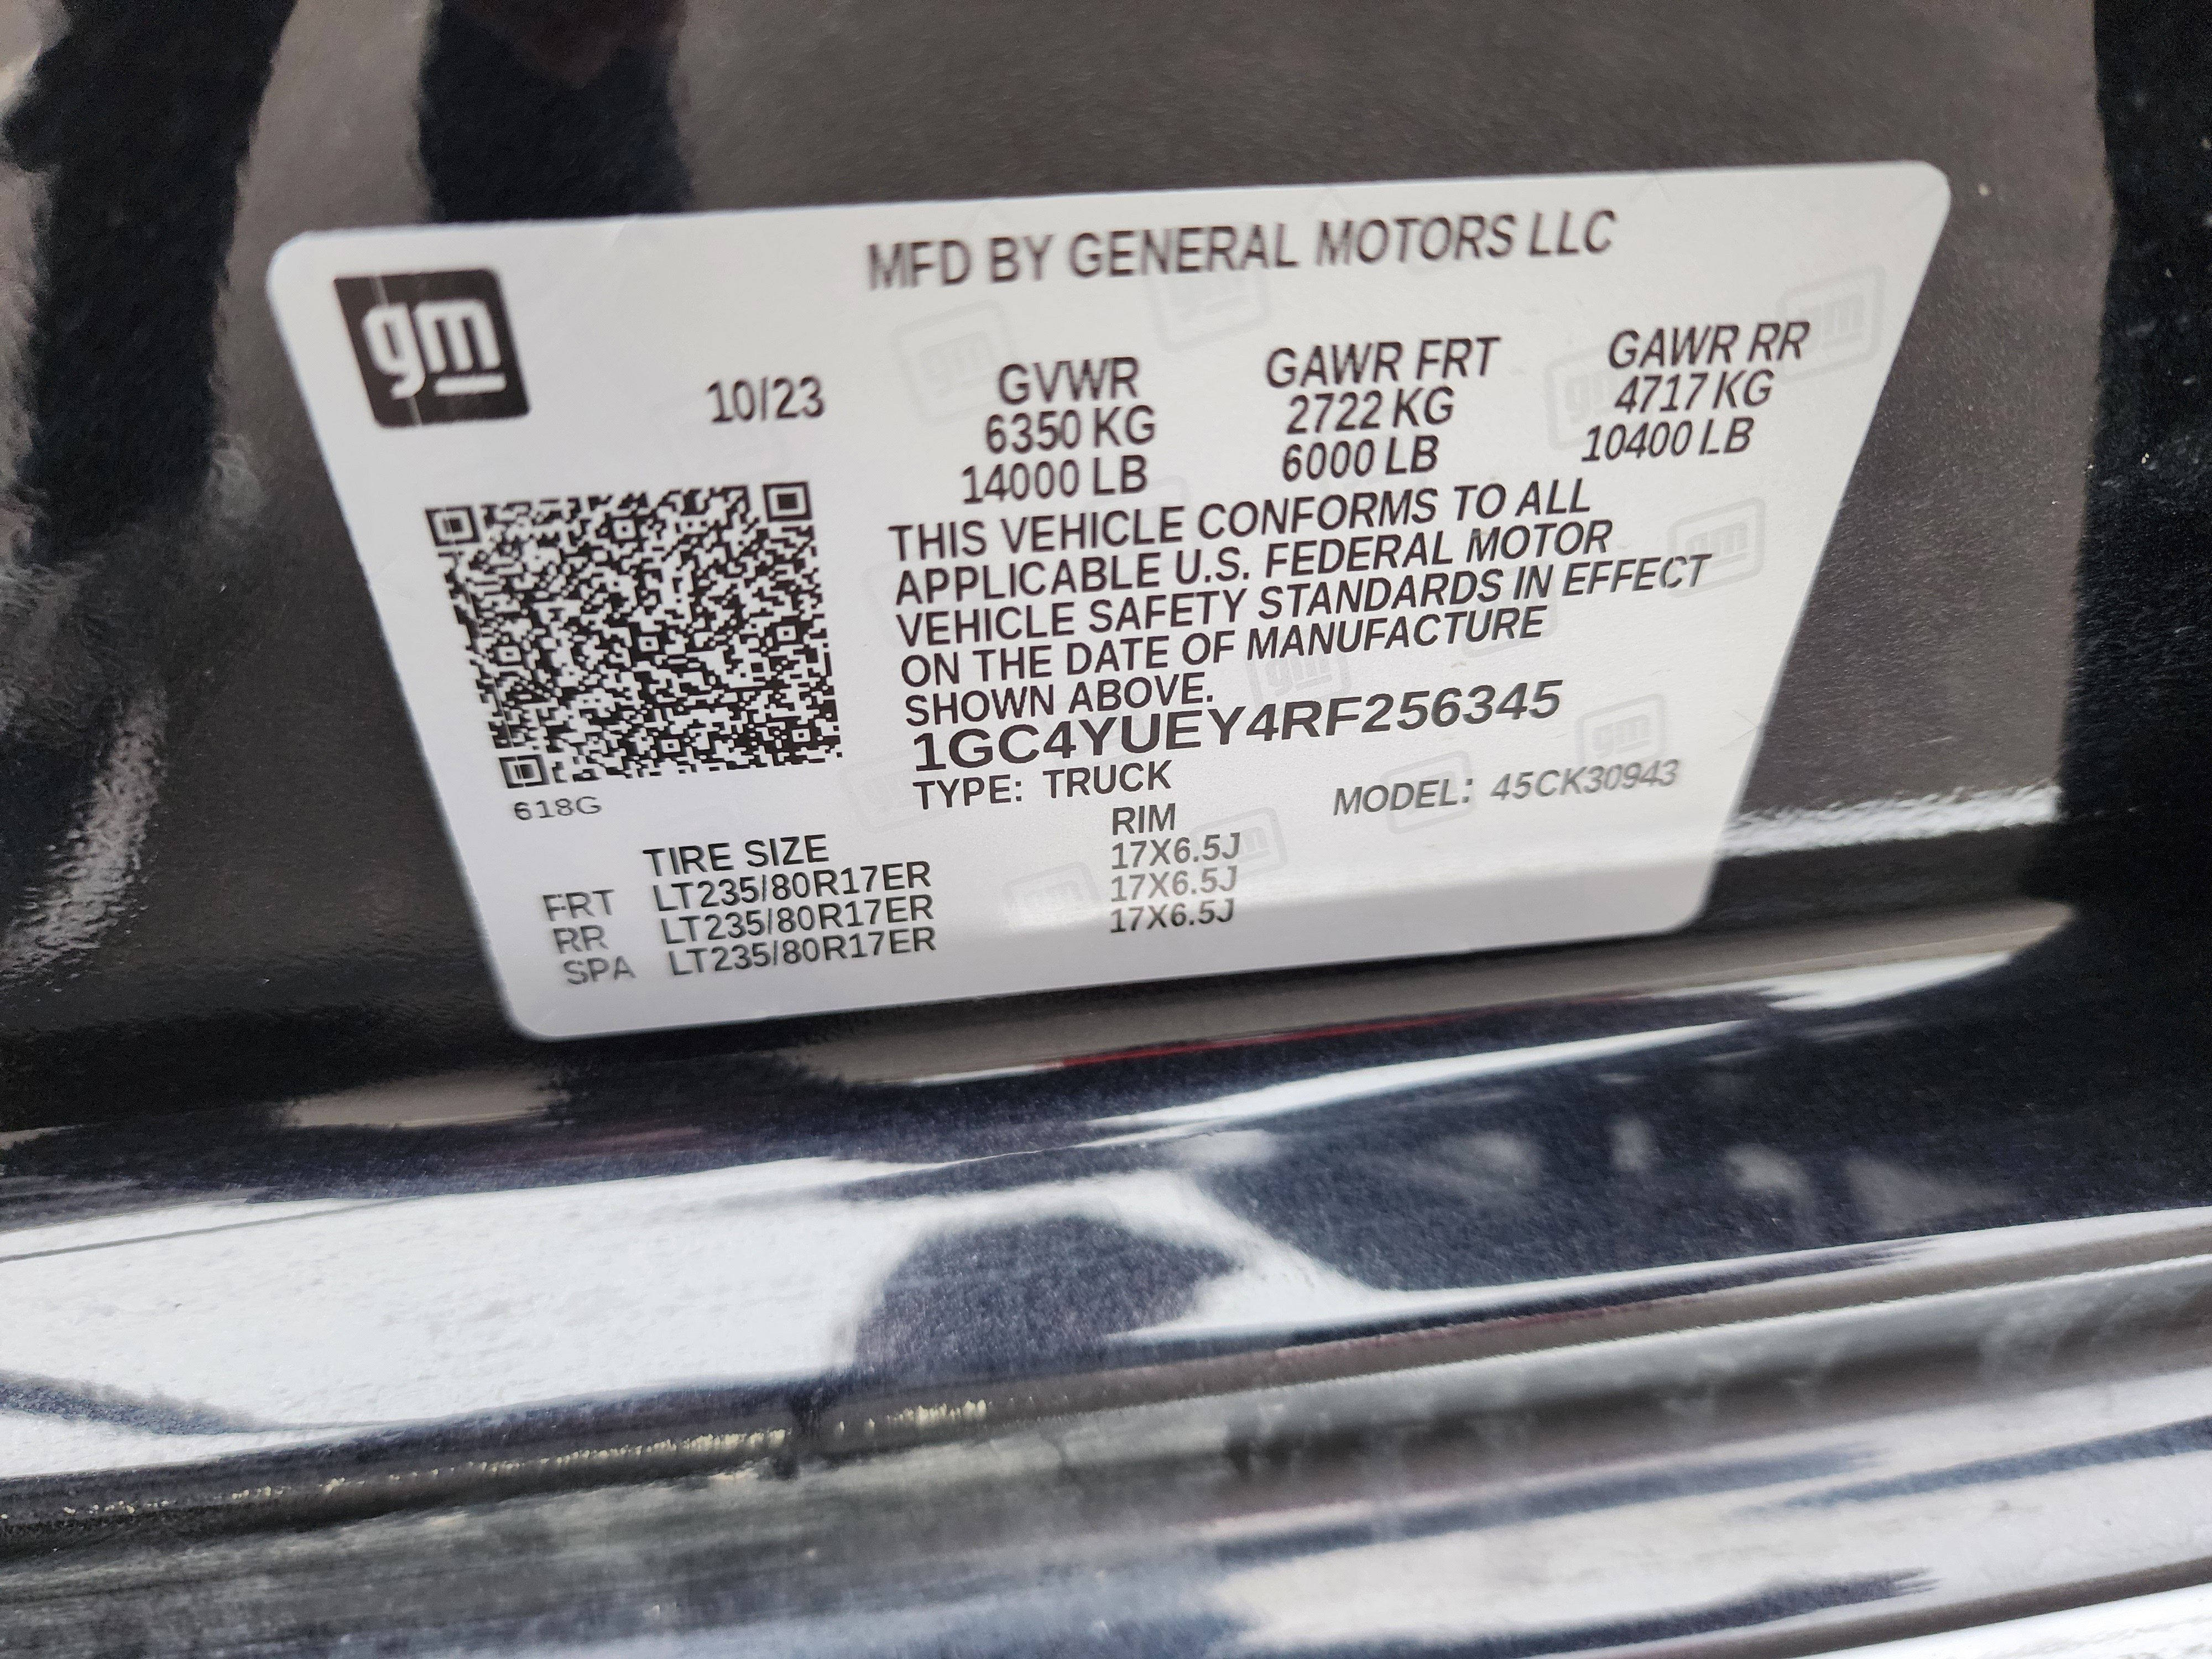 MFD BY GENERAL MOTORS LLC
gm
10/23
GVWR GAWR FRT GAWR RR
6350 KG 2722 KG 4717 KG
14000 LB 6000 LB 10400 LB
THIS VEHICLE CONFORMS TO ALL
APPLICABLE U.S. FEDERAL MOTOR
VEHICLE SAFETY STANDARDS IN EFFECT
ON THE DATE OF MANUFACTURE
SHOWN ABOVE.
1GC4YUEY4RF256345
TYPE: TRUCK MODEL: 45CK30943
618G
TIRE SIZE RIM
FRT LT235/80R17ER 17X6.5J
RR LT235/80R17ER 17X6.5J
SPA LT235/80R17ER 17X6.5J